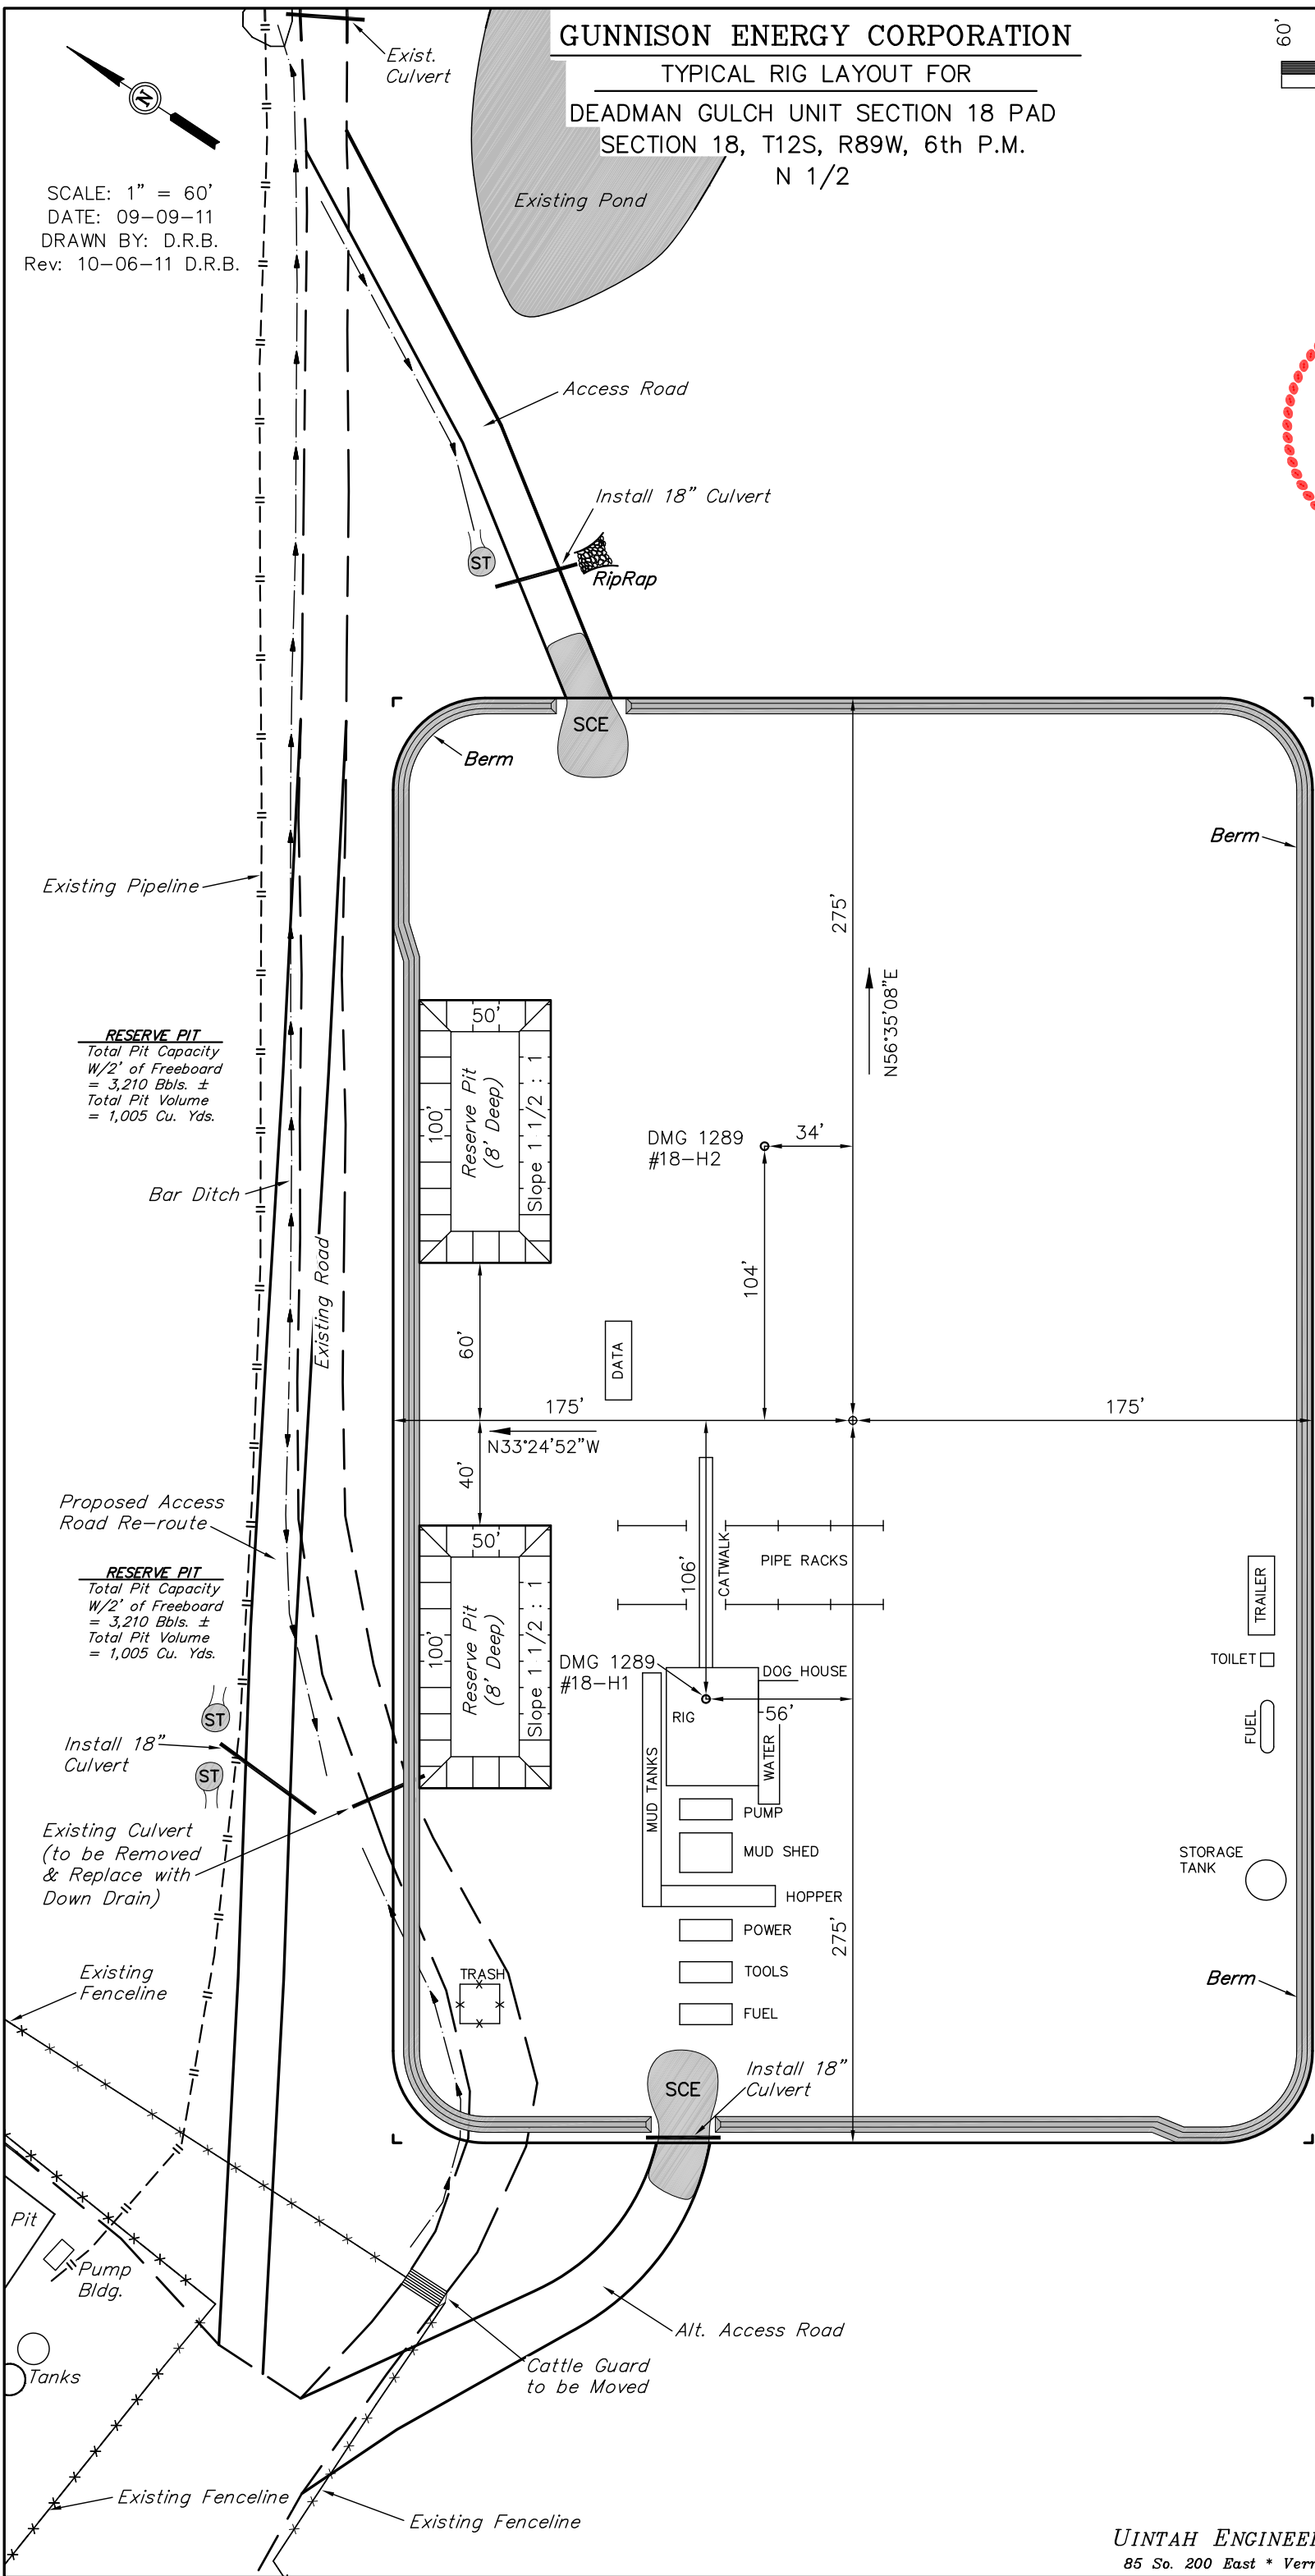 GUNNISON ENERGY CORPORATION
TYPICAL RIG LAYOUT FOR
DEADMAN GULCH UNIT SECTION 18 PAD
SECTION 18, T12S, R89W, 6th P.M.
N 1/2
60'
Exist.
Culvert
N
SCALE: 1" = 60'
DATE: 09-09-11
DRAWN BY: D.R.B.
Rev: 10-06-11 D.R.B.
Existing Pond
Access Road
Install 18" Culvert
ST
RipRap
SCE
Berm
Berm
Existing Pipeline
275'
N56°35'08"E
RESERVE PIT
Total Pit Capacity
W/2' of Freeboard
= 3,210 Bbls. ±
Total Pit Volume
= 1,005 Cu. Yds.
50'
100'
Reserve Pit
(8' Deep)
Slope 1 1/2 : 1
DMG 1289
#18-H2
34'
Bar Ditch
Existing Road
104'
60'
DATA
175'
175'
N33°24'52"W
40'
Proposed Access
Road Re-route
RESERVE PIT
Total Pit Capacity
W/2' of Freeboard
= 3,210 Bbls. ±
Total Pit Volume
= 1,005 Cu. Yds.
50'
100'
Reserve Pit
(8' Deep)
Slope 1 1/2 : 1
106'
CATWALK
PIPE RACKS
TRAILER
DMG 1289
#18-H1
DOG HOUSE
TOILET
RIG
56'
FUEL
ST
Install 18"
Culvert
ST
MUD TANKS
WATER
PUMP
Existing Culvert
(to be Removed
& Replace with
Down Drain)
MUD SHED
STORAGE
TANK
HOPPER
POWER
275'
TOOLS
FUEL
TRASH
Existing
Fenceline
Berm
SCE
Install 18"
Culvert
Pit
Pump
Bldg.
Alt. Access Road
Tanks
Cattle Guard
to be Moved
Existing Fenceline
Existing Fenceline
UINTAH ENGINEE
85 So. 200 East * Ver